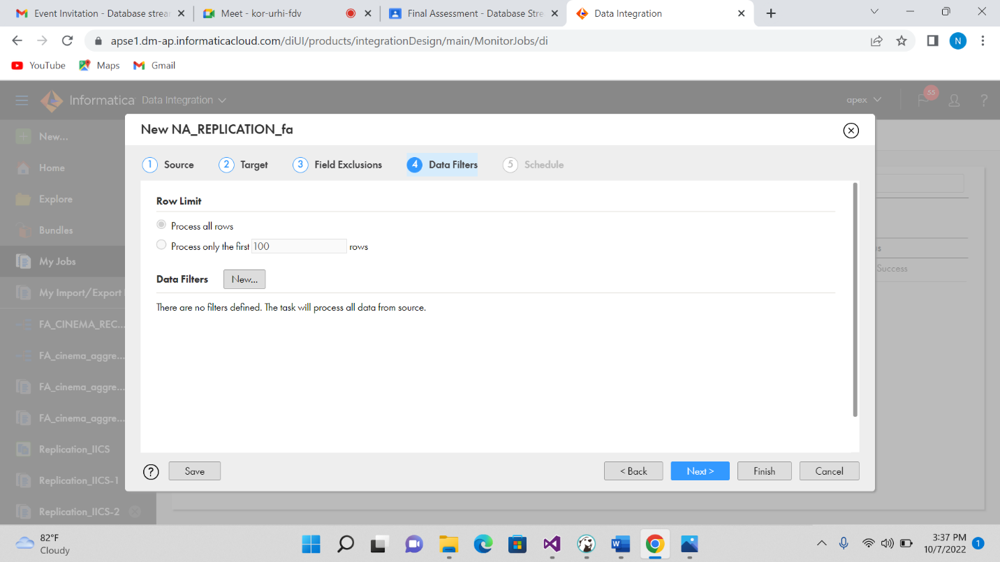 Event Invitation - Database strear
Meet - kor-urhi-fdv
Final Assessment - Database Stre
Data Integration
apse1.dm-ap.informaticacloud.com/diUI/products/integrationDesign/main/MonitorJobs/di
N
YouTube
Maps
Gmail
Informatica
Data Integration
apex
55
?
New NA_REPLICATION_fa
New...
1 Source
2 Target
3 Field Exclusions
4 Data Filters
5 Schedule
Home
Explore
Row Limit
Process all rows
Bundles
Process only the first 100 rows
us
My Jobs
Success
Data Filters
New...
My Import/Export
There are no filters defined. The task will process all data from source.
FA_CINEMA_REC...
FA_cinema_aggre...
FA_cinema_aggre...
FA_cinema_aggre...
Replication_IICS
?
Save
< Back
Next >
Finish
Cancel
Replication_IICS-1
Replication_IICS-2
82°F
Cloudy
W
3:37 PM
10/7/2022
1